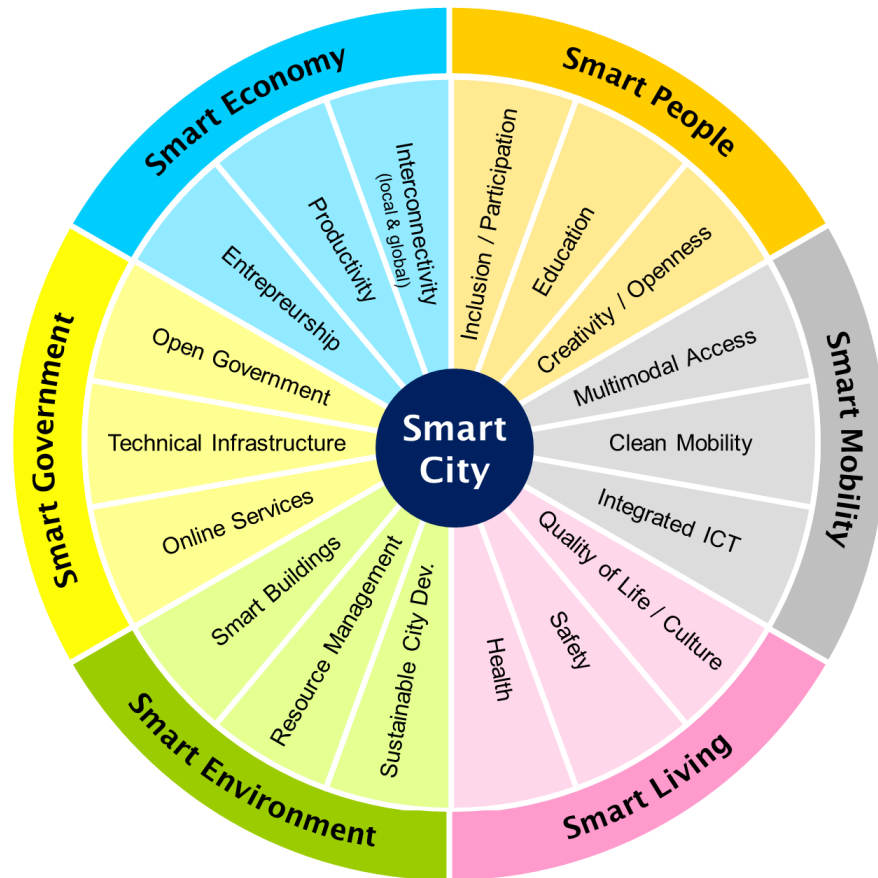 Smart
City
Smart People
Inclusion / Participation
Education
Creativity / Openness
Smart Mobility
Multimodal Access
Clean Mobility
Integrated ICT
Smart Living
Quality of Life / Culture
Safety
Health
Smart Environment
Sustainable City Dev.
Resource Management
Smart Buildings
Smart Government
Online Services
Technical Infrastructure
Open Government
Smart Economy
Entrepreurship
Productivity
Interconnectivity
(local & global)